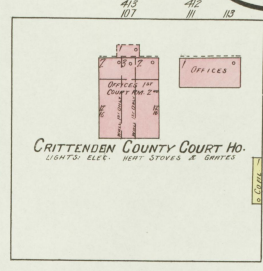 413 412
107 111 113
OFFICES 1ST
COURT RM. 2ND
OFFICES
CRITTENDEN COUNTY COURT HO.
LIGHTS: ELEC. HEAT STOVES & GRATES
COAL